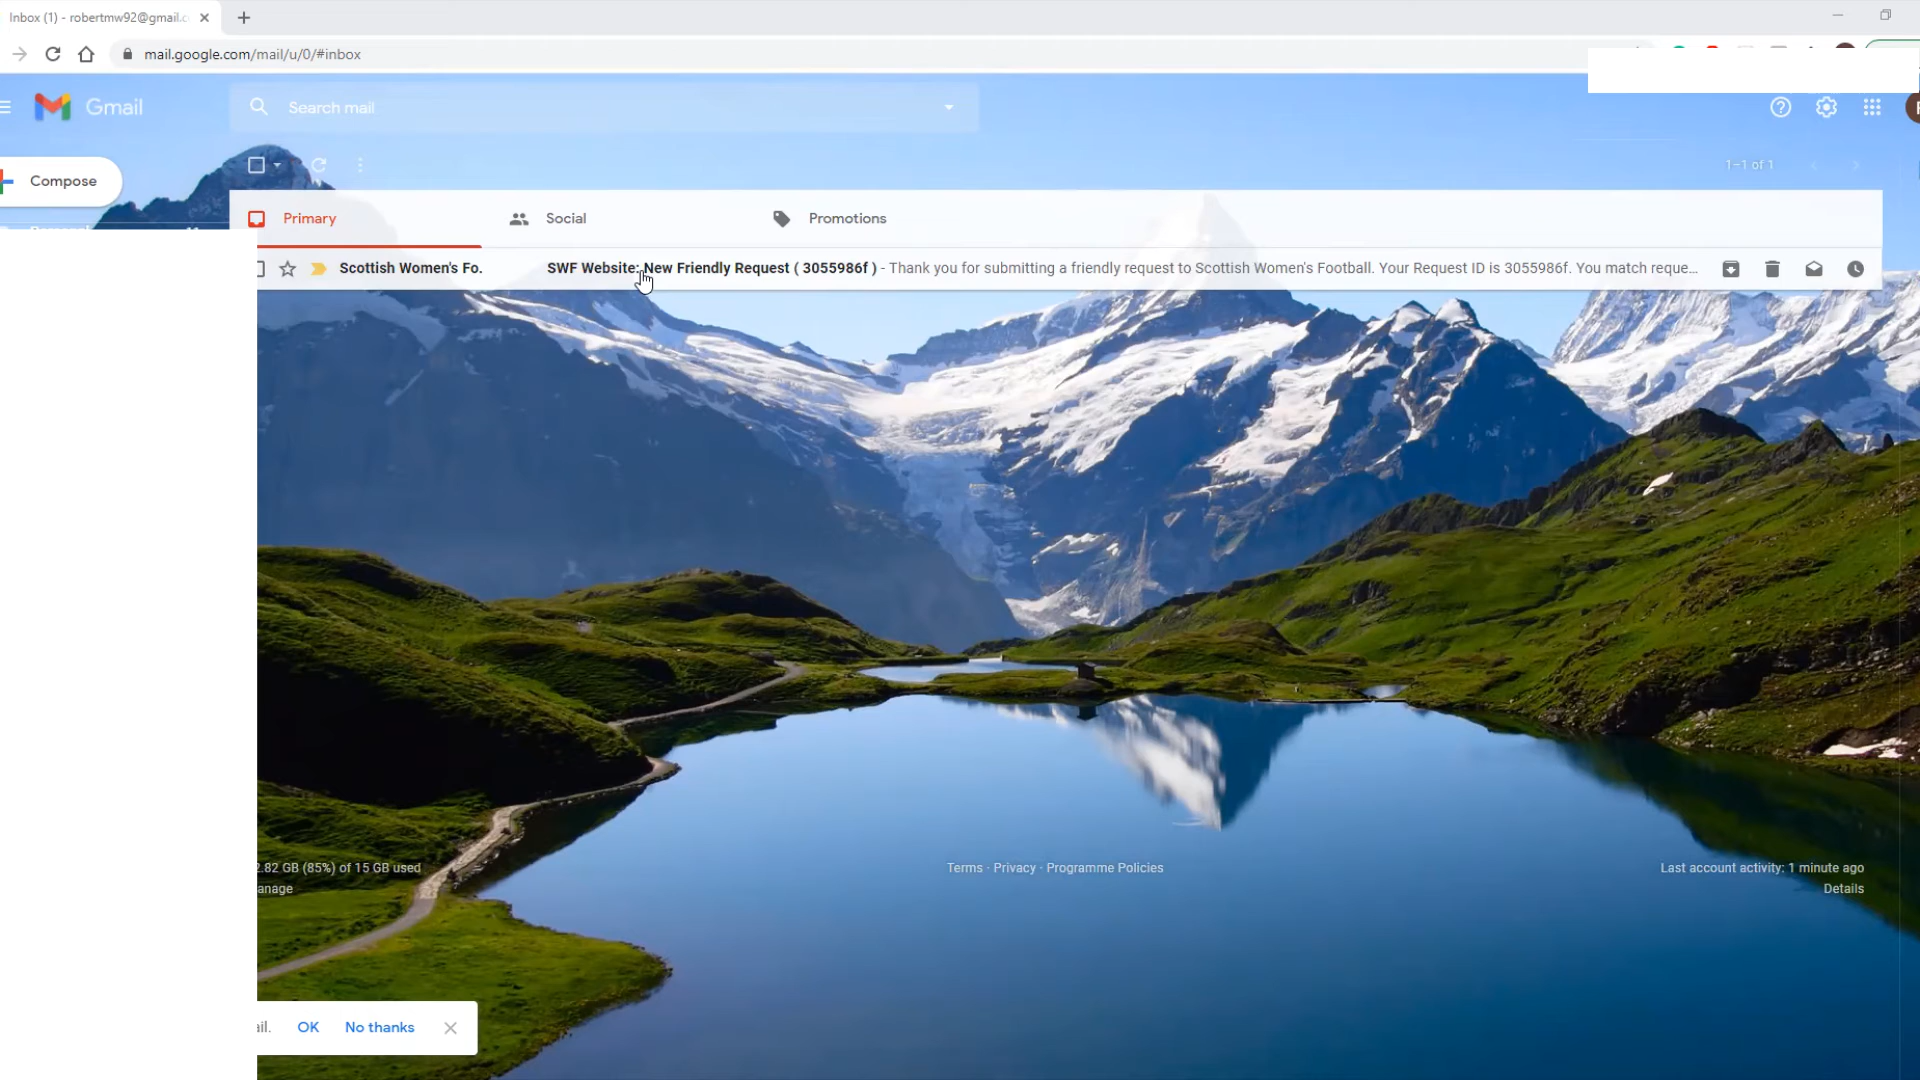 Inbox (1) - robertmw92@gmail.c
mail.google.com/mail/u/0/#inbox
Gmail
Search mail
Compose
1–1 of 1
Primary
Social
Promotions
Scottish Women's Fo.
SWF Website: New Friendly Request ( 3055986f ) - Thank you for submitting a friendly request to Scottish Women's Football. Your Request ID is 3055986f. You match reque...
2.82 GB (85%) of 15 GB used
anage
Terms · Privacy · Programme Policies
Last account activity: 1 minute ago
Details
ail.
OK
No thanks